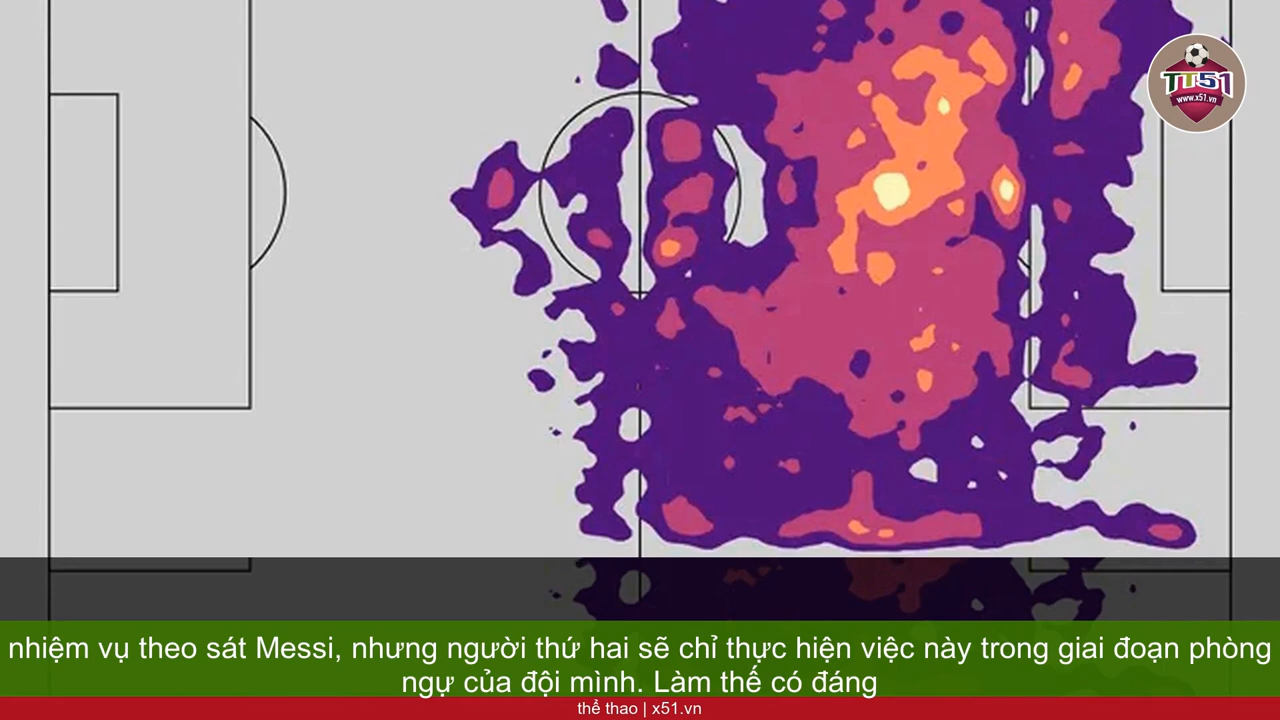 TT51
www.x51.vn
nhiệm vụ theo sát Messi, nhưng người thứ hai sẽ chỉ thực hiện việc này trong giai đoạn phòng
ngự của đội mình. Làm thế có đáng
thể thao | x51.vn